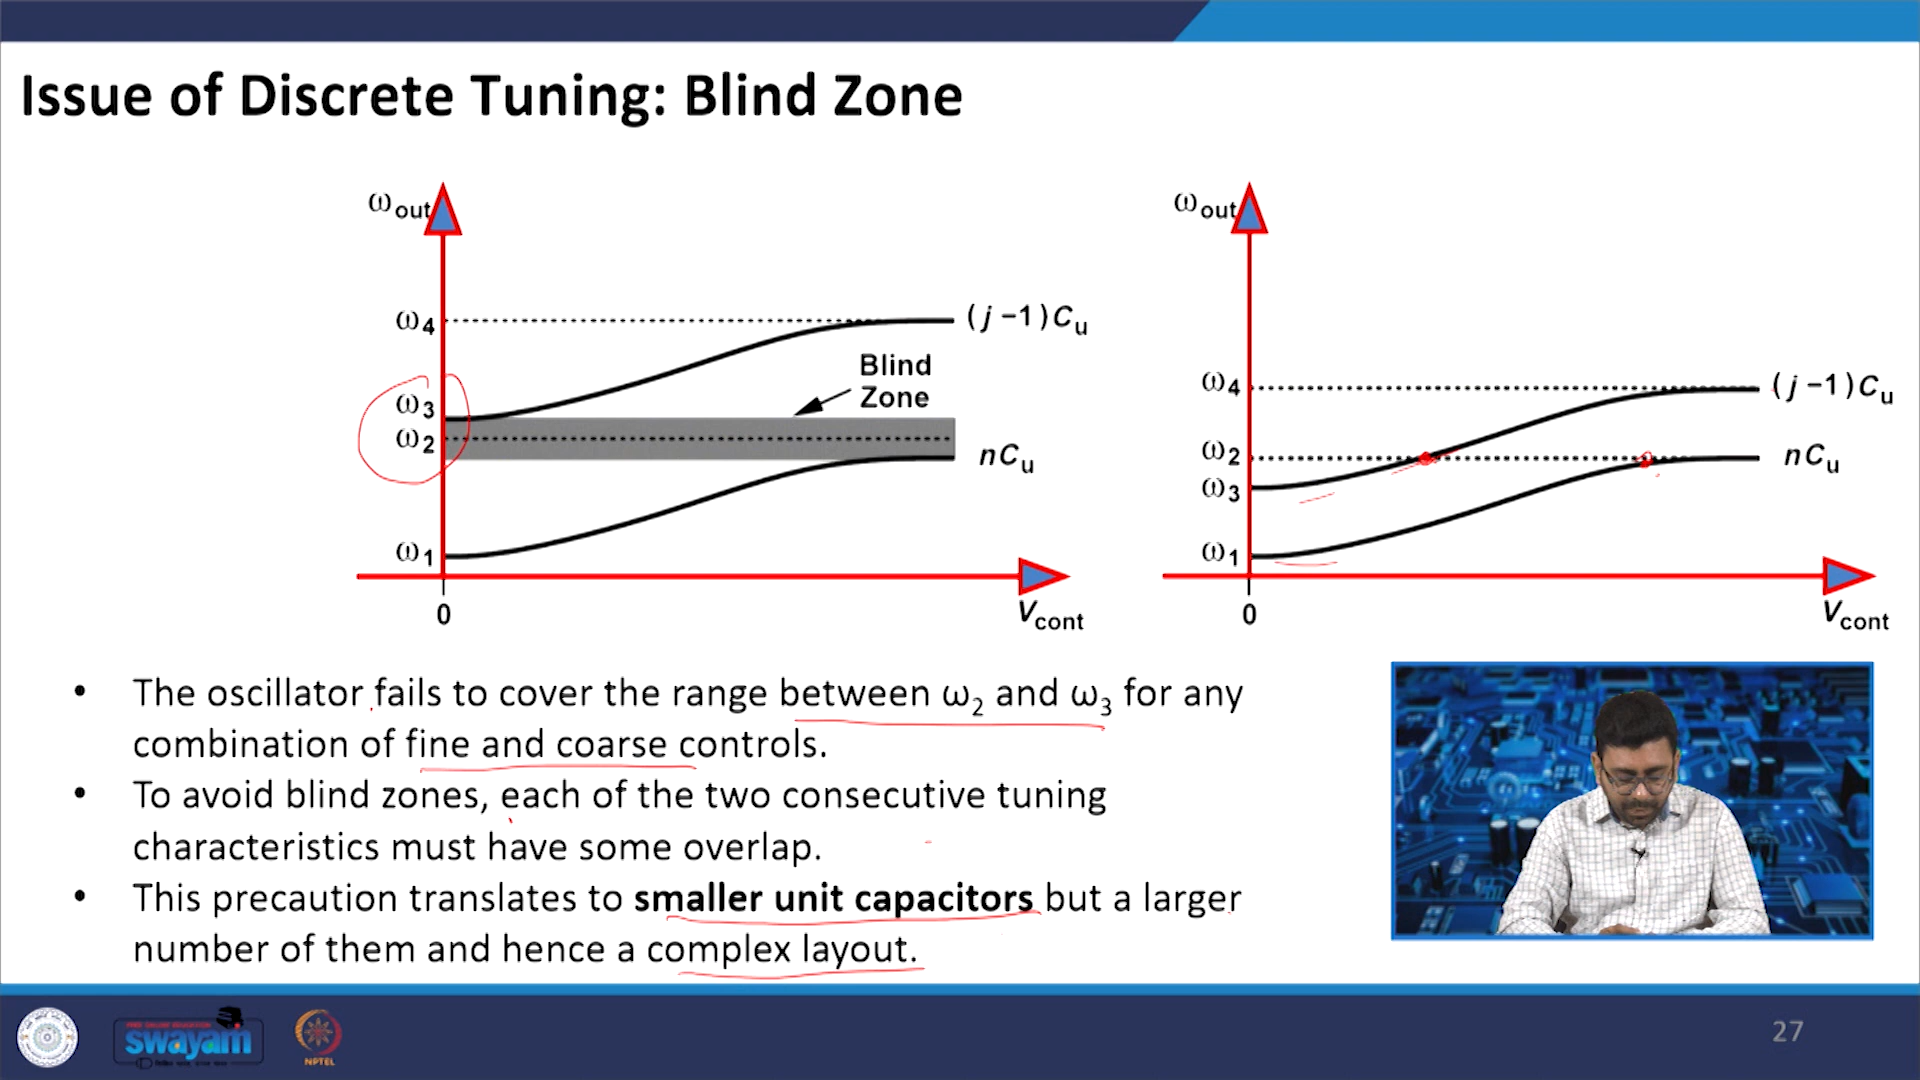 Issue of Discrete Tuning: Blind Zone
ωout
ω4
(j −1)Cu
Blind
Zone
ω3
ω2
nCu
ω1
0
Vcont
ωout
ω4
(j −1)Cu
ω2
nCu
ω3
ω1
0
Vcont
• The oscillator fails to cover the range between ω2 and ω3 for any
combination of fine and coarse controls.
• To avoid blind zones, each of the two consecutive tuning
characteristics must have some overlap.
• This precaution translates to smaller unit capacitors but a larger
number of them and hence a complex layout.
swayam
NPTEL
27